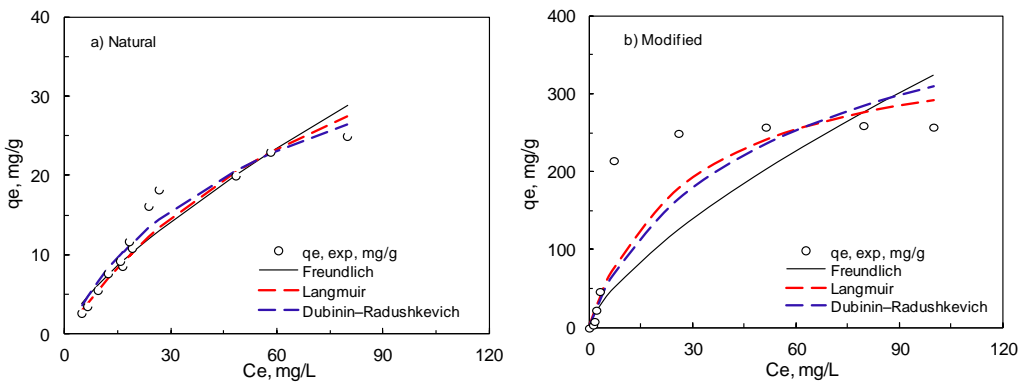 a) Natural
qe, mg/g
40
30
20
10
0
qe, exp, mg/g
Freundlich
Langmuir
Dubinin–Radushkevich
0 30 60 90 120
Ce, mg/L
b) Modified
400
300
200
100
0
qe, exp, mg/g
Freundlich
Langmuir
Dubinin–Radushkevich
0 30 60 90 120
Ce, mg/L